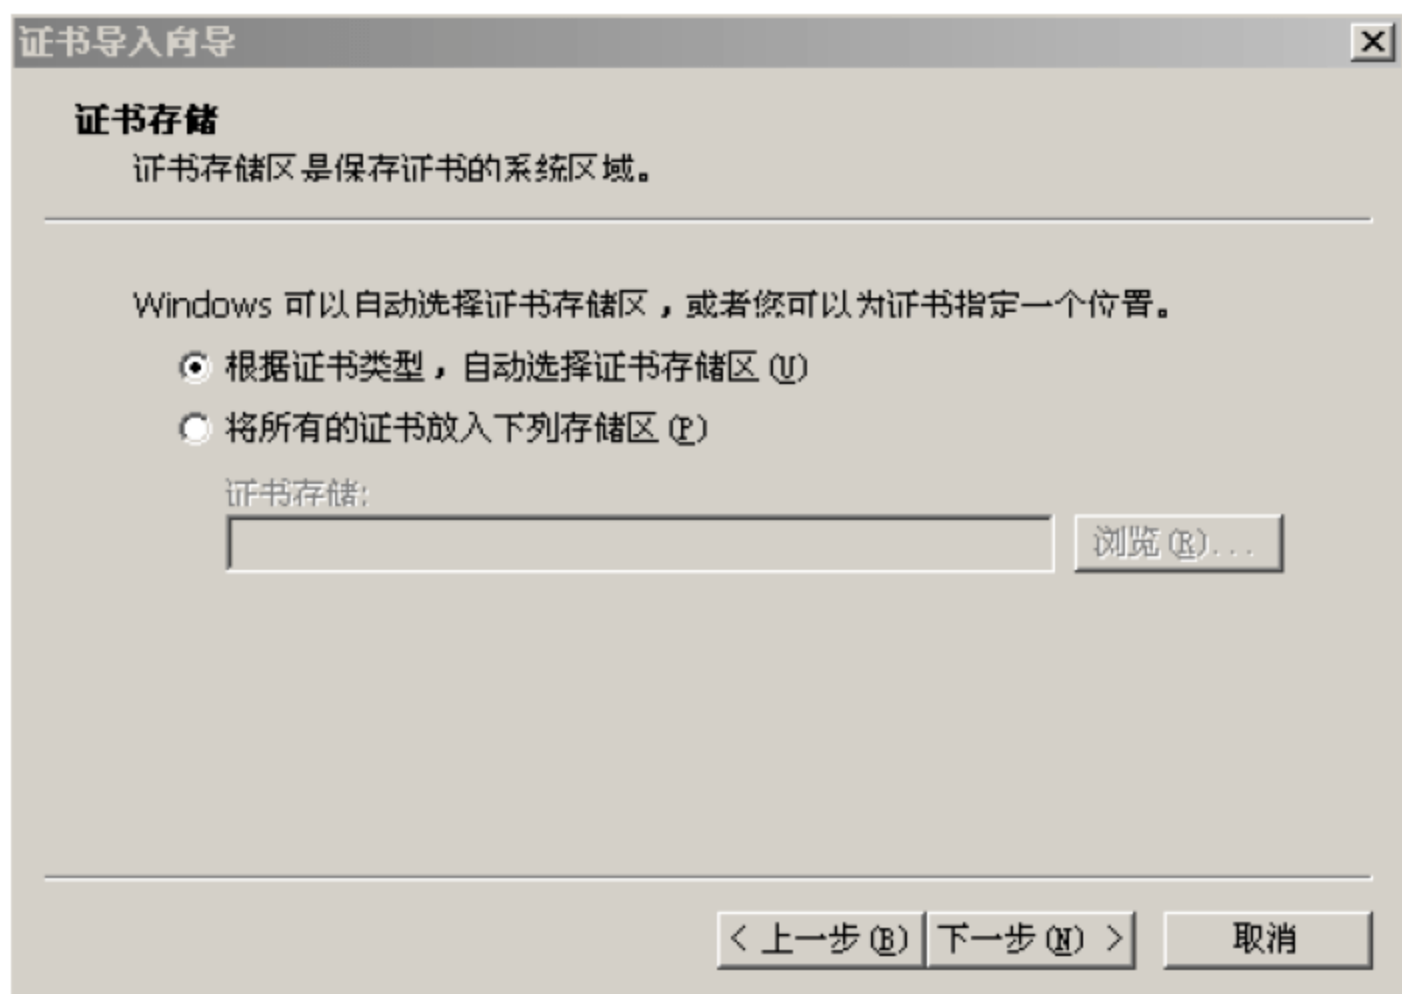 证书导入向导
证书存储
证书存储区是保存证书的系统区域。
Windows 可以自动选择证书存储区，或者您可以为证书指定一个位置。
根据证书类型，自动选择证书存储区(U)
将所有的证书放入下列存储区(P)
证书存储:
浏览(R)...
< 上一步(B)
下一步(N) >
取消